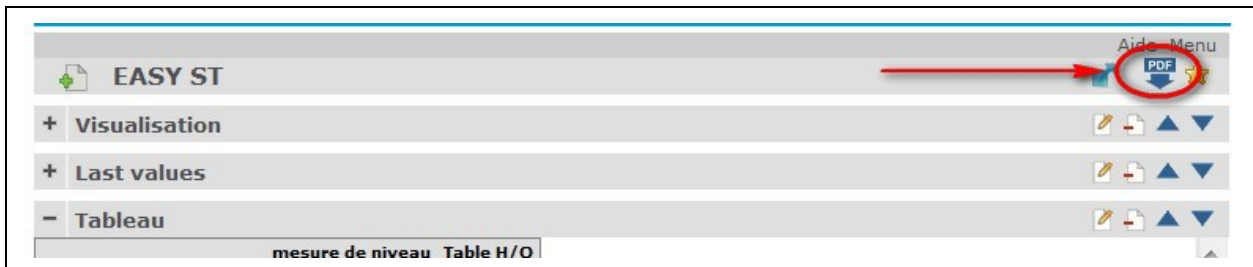 Aide Menu
EASY ST
PDF
+ Visualisation
+ Last values
− Tableau
mesure de niveau Table H/Q